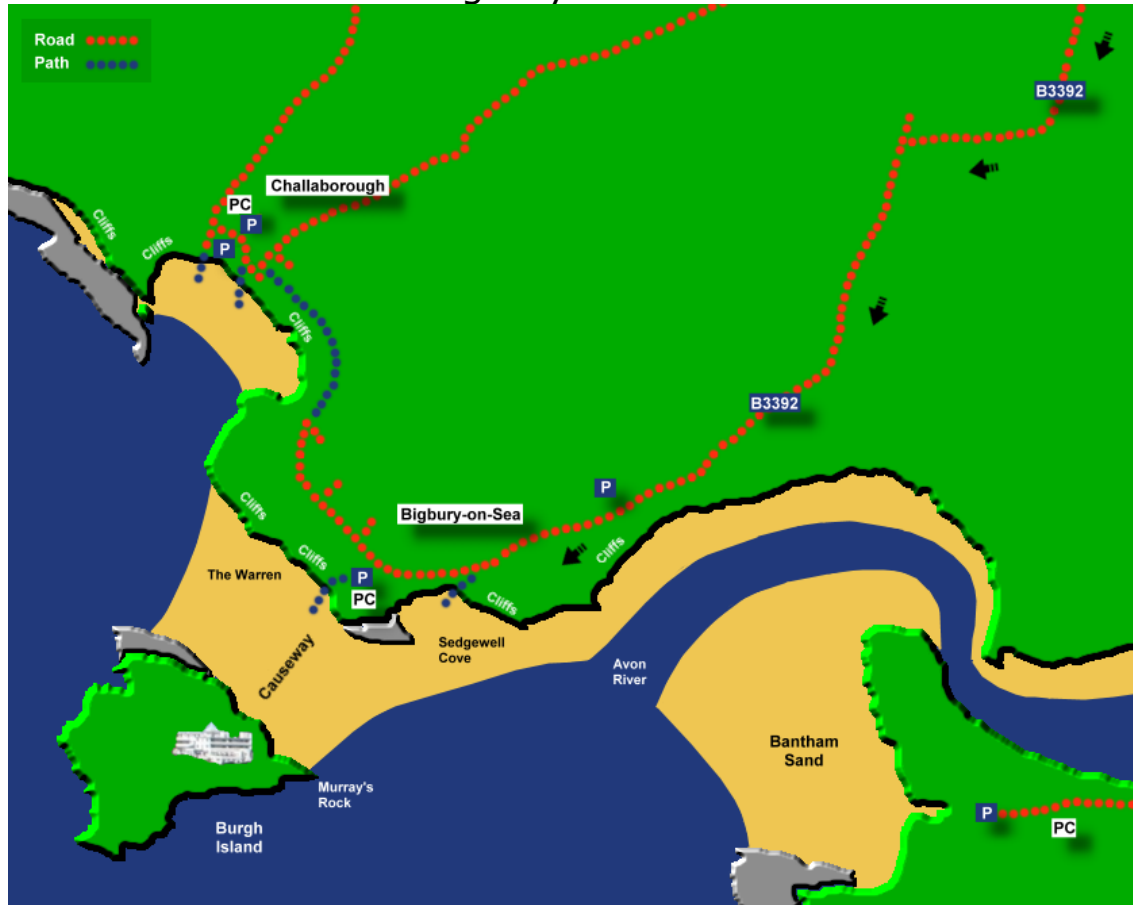 Road
Path
B3392
Challaborough
PC
P
P
Cliffs
Cliffs
Cliffs
B3392
P
Bigbury-on-Sea
Cliffs
Cliffs
Cliffs
The Warren
P
PC
Cliffs
Sedgewell
Cove
Causeway
Avon
River
Bantham
Sand
Murray's
Rock
P
PC
Burgh
Island